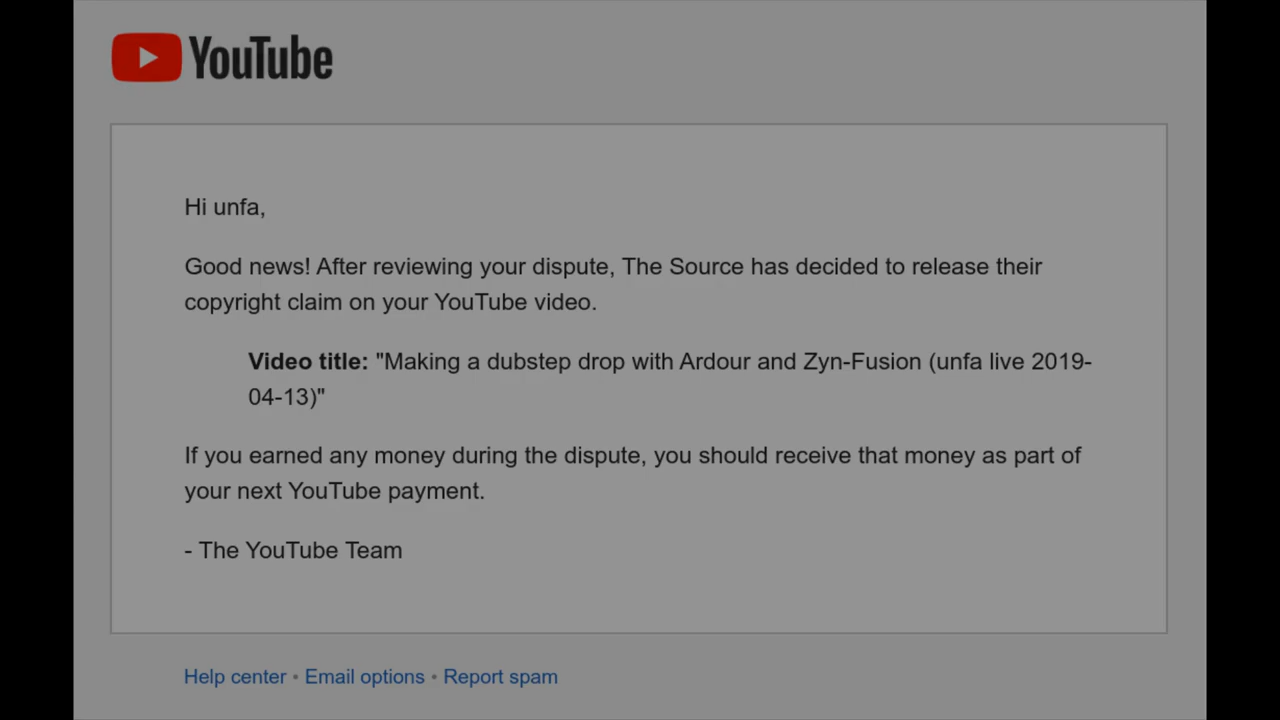 YouTube
Hi unfa,
Good news! After reviewing your dispute, The Source has decided to release their
copyright claim on your YouTube video.
Video title: "Making a dubstep drop with Ardour and Zyn-Fusion (unfa live 2019-
04-13)"
If you earned any money during the dispute, you should receive that money as part of
your next YouTube payment.
- The YouTube Team
Help center • Email options • Report spam